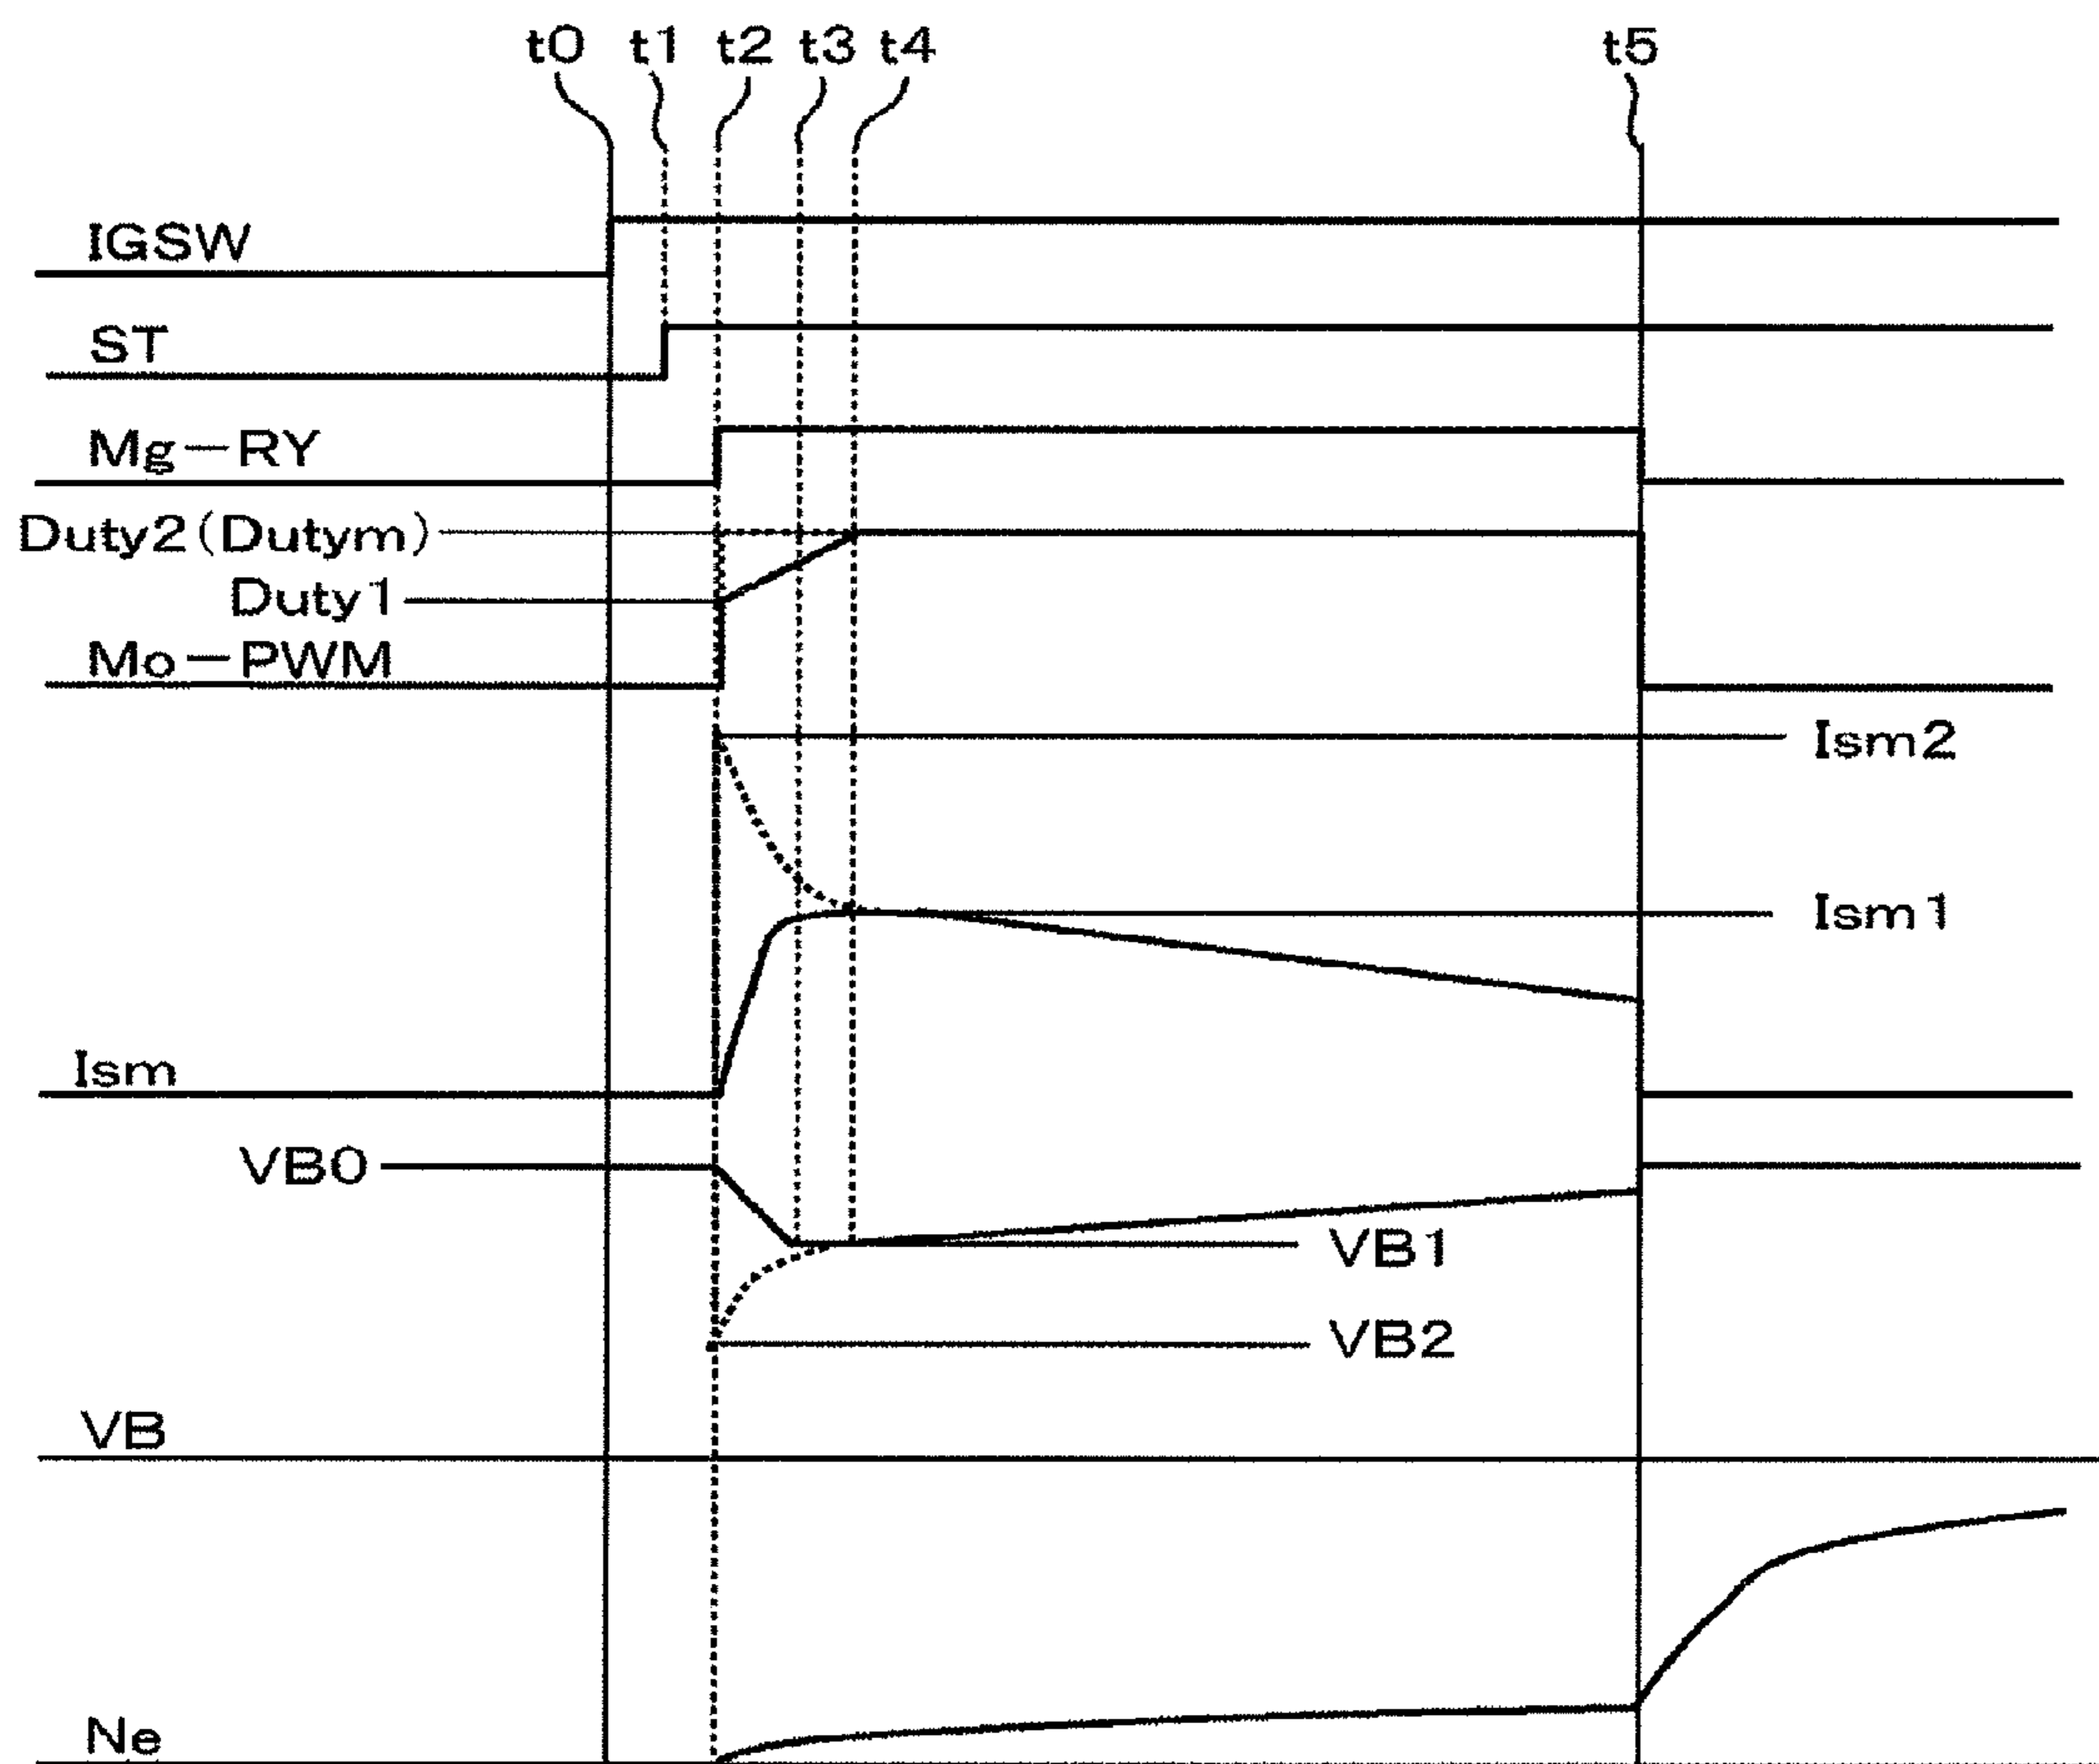 t0 t1 t2 t3 t4 t5
IGSW
ST
Mg－RY
Duty2(Dutym)
Duty1
Mo－PWM
Ism2
Ism1
Ism
VB0
VB1
VB2
VB
Ne